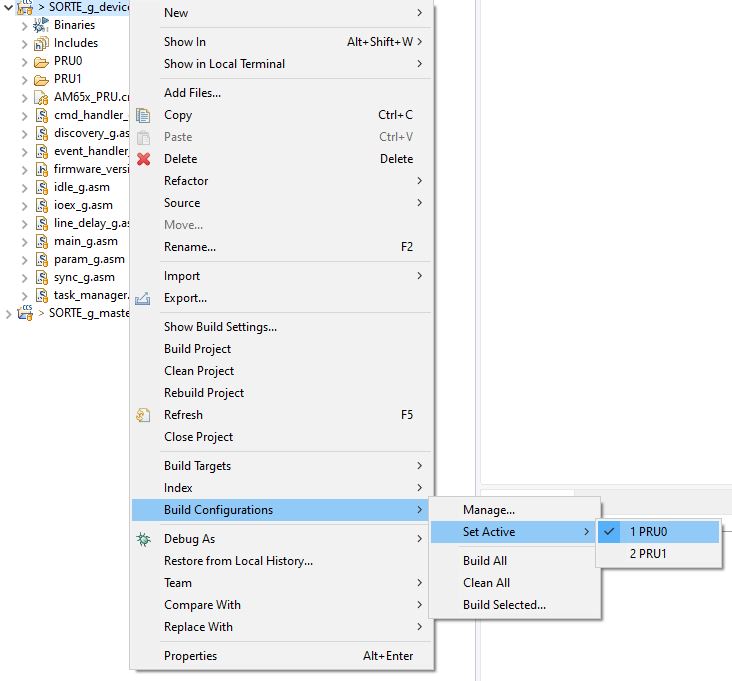 > SORTE_g_device
Binaries
Includes
PRU0
PRU1
AM65x_PRU.c
cmd_handler_
discovery_g.as
event_handler_
firmware_versi
idle_g.asm
ioex_g.asm
line_delay_g.as
main_g.asm
param_g.asm
sync_g.asm
task_manager.
> SORTE_g_maste
New
Show In Alt+Shift+W
Show in Local Terminal
Add Files...
Copy Ctrl+C
Paste Ctrl+V
Delete Delete
Refactor
Source
Move...
Rename... F2
Import
Export...
Show Build Settings...
Build Project
Clean Project
Rebuild Project
Refresh F5
Close Project
Build Targets
Index
Build Configurations
Debug As
Restore from Local History...
Team
Compare With
Replace With
Properties Alt+Enter
Manage...
Set Active
Build All
Clean All
Build Selected...
1 PRU0
2 PRU1